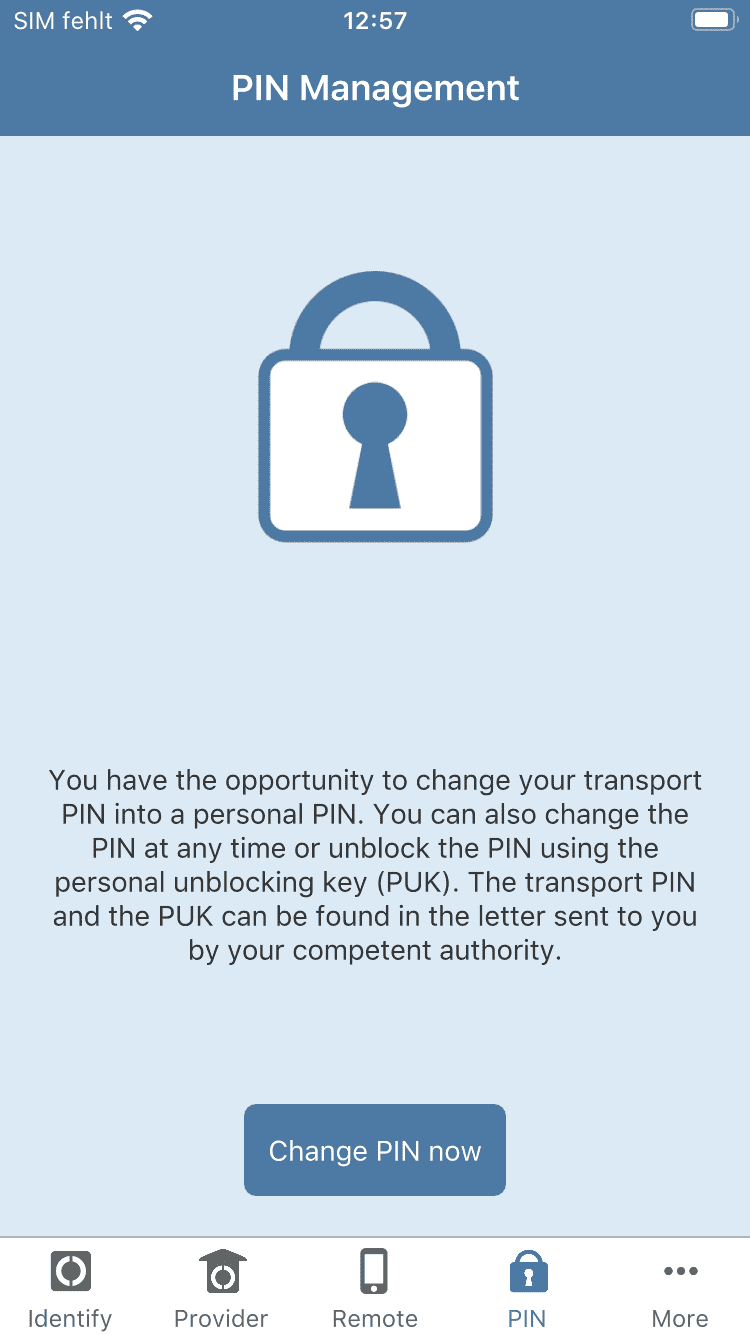 SIM fehlt 12:57
PIN Management
You have the opportunity to change your transport
PIN into a personal PIN. You can also change the
PIN at any time or unblock the PIN using the
personal unblocking key (PUK). The transport PIN
and the PUK can be found in the letter sent to you
by your competent authority.
Change PIN now
Identify Provider Remote PIN More